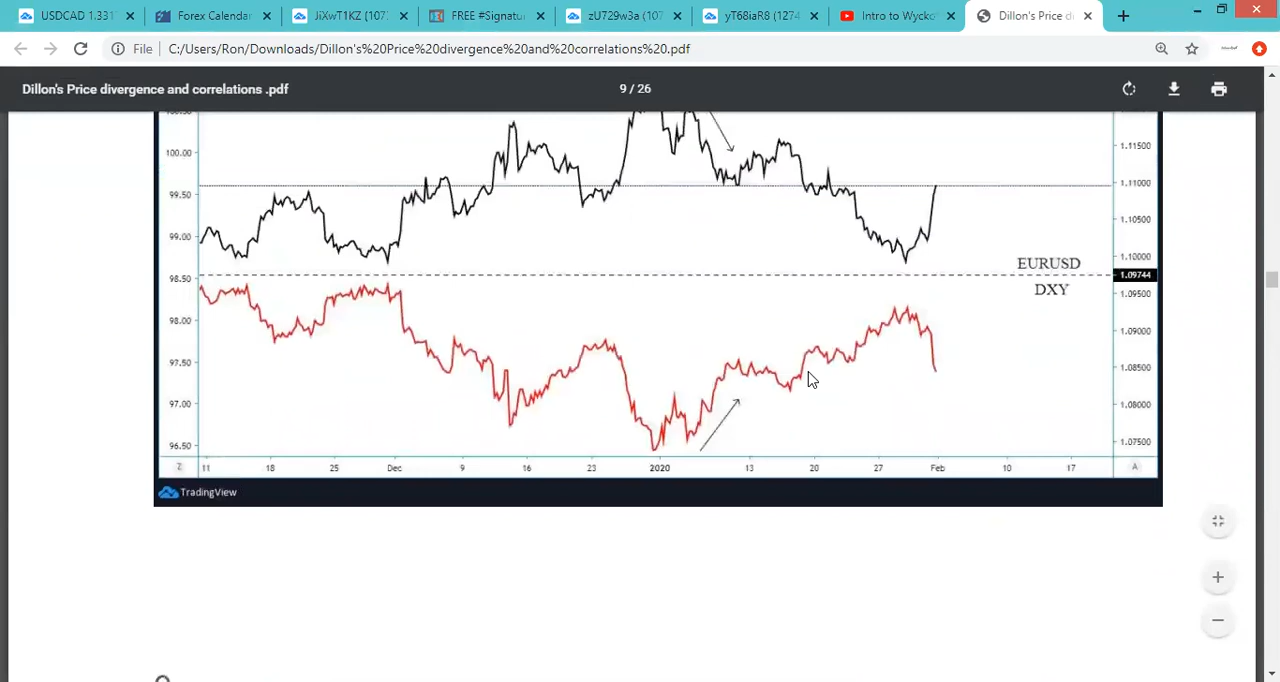 USDCAD 1.331
Forex Calendar
JiXwT1KZ (107
FREE #Signatu
zU729w3a (107
yT68iaR8 (1274
Intro to Wycko
Dillon's Price d
File C:/Users/Ron/Downloads/Dillon's%20Price%20divergence%20and%20correlations%20.pdf
Dillon's Price divergence and correlations .pdf
9 / 26
100.00
99.50
99.00
98.50
98.00
97.50
97.00
96.50
1.11500
1.11000
1.10500
1.10000
EURUSD
1.09744
DXY
1.09500
1.09000
1.08500
1.08000
1.07500
Z 11 18 25 Dec 9 16 23 2020 13 20 27 Feb 10 17 A
TradingView